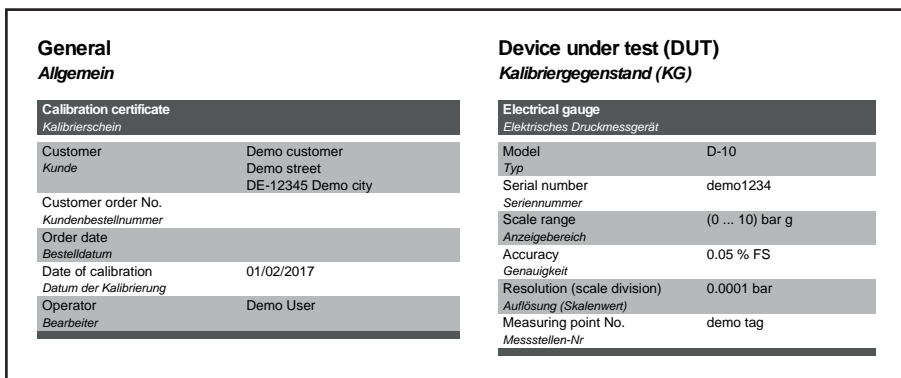 General
Allgemein
Calibration certificate
Kalibrierschein
Customer Demo customer
Kunde Demo street
DE-12345 Demo city
Customer order No.
Kundenbestellnummer
Order date
Bestelldatum
Date of calibration 01/02/2017
Datum der Kalibrierung
Operator Demo User
Bearbeiter
Device under test (DUT)
Kalibriergegenstand (KG)
Electrical gauge
Elektrisches Druckmessgerät
Model D-10
Typ
Serial number demo1234
Seriennummer
Scale range (0 ... 10) bar g
Anzeigebereich
Accuracy 0.05 % FS
Genauigkeit
Resolution (scale division) 0.0001 bar
Auflösung (Skalenwert)
Measuring point No. demo tag
Messstellen-Nr